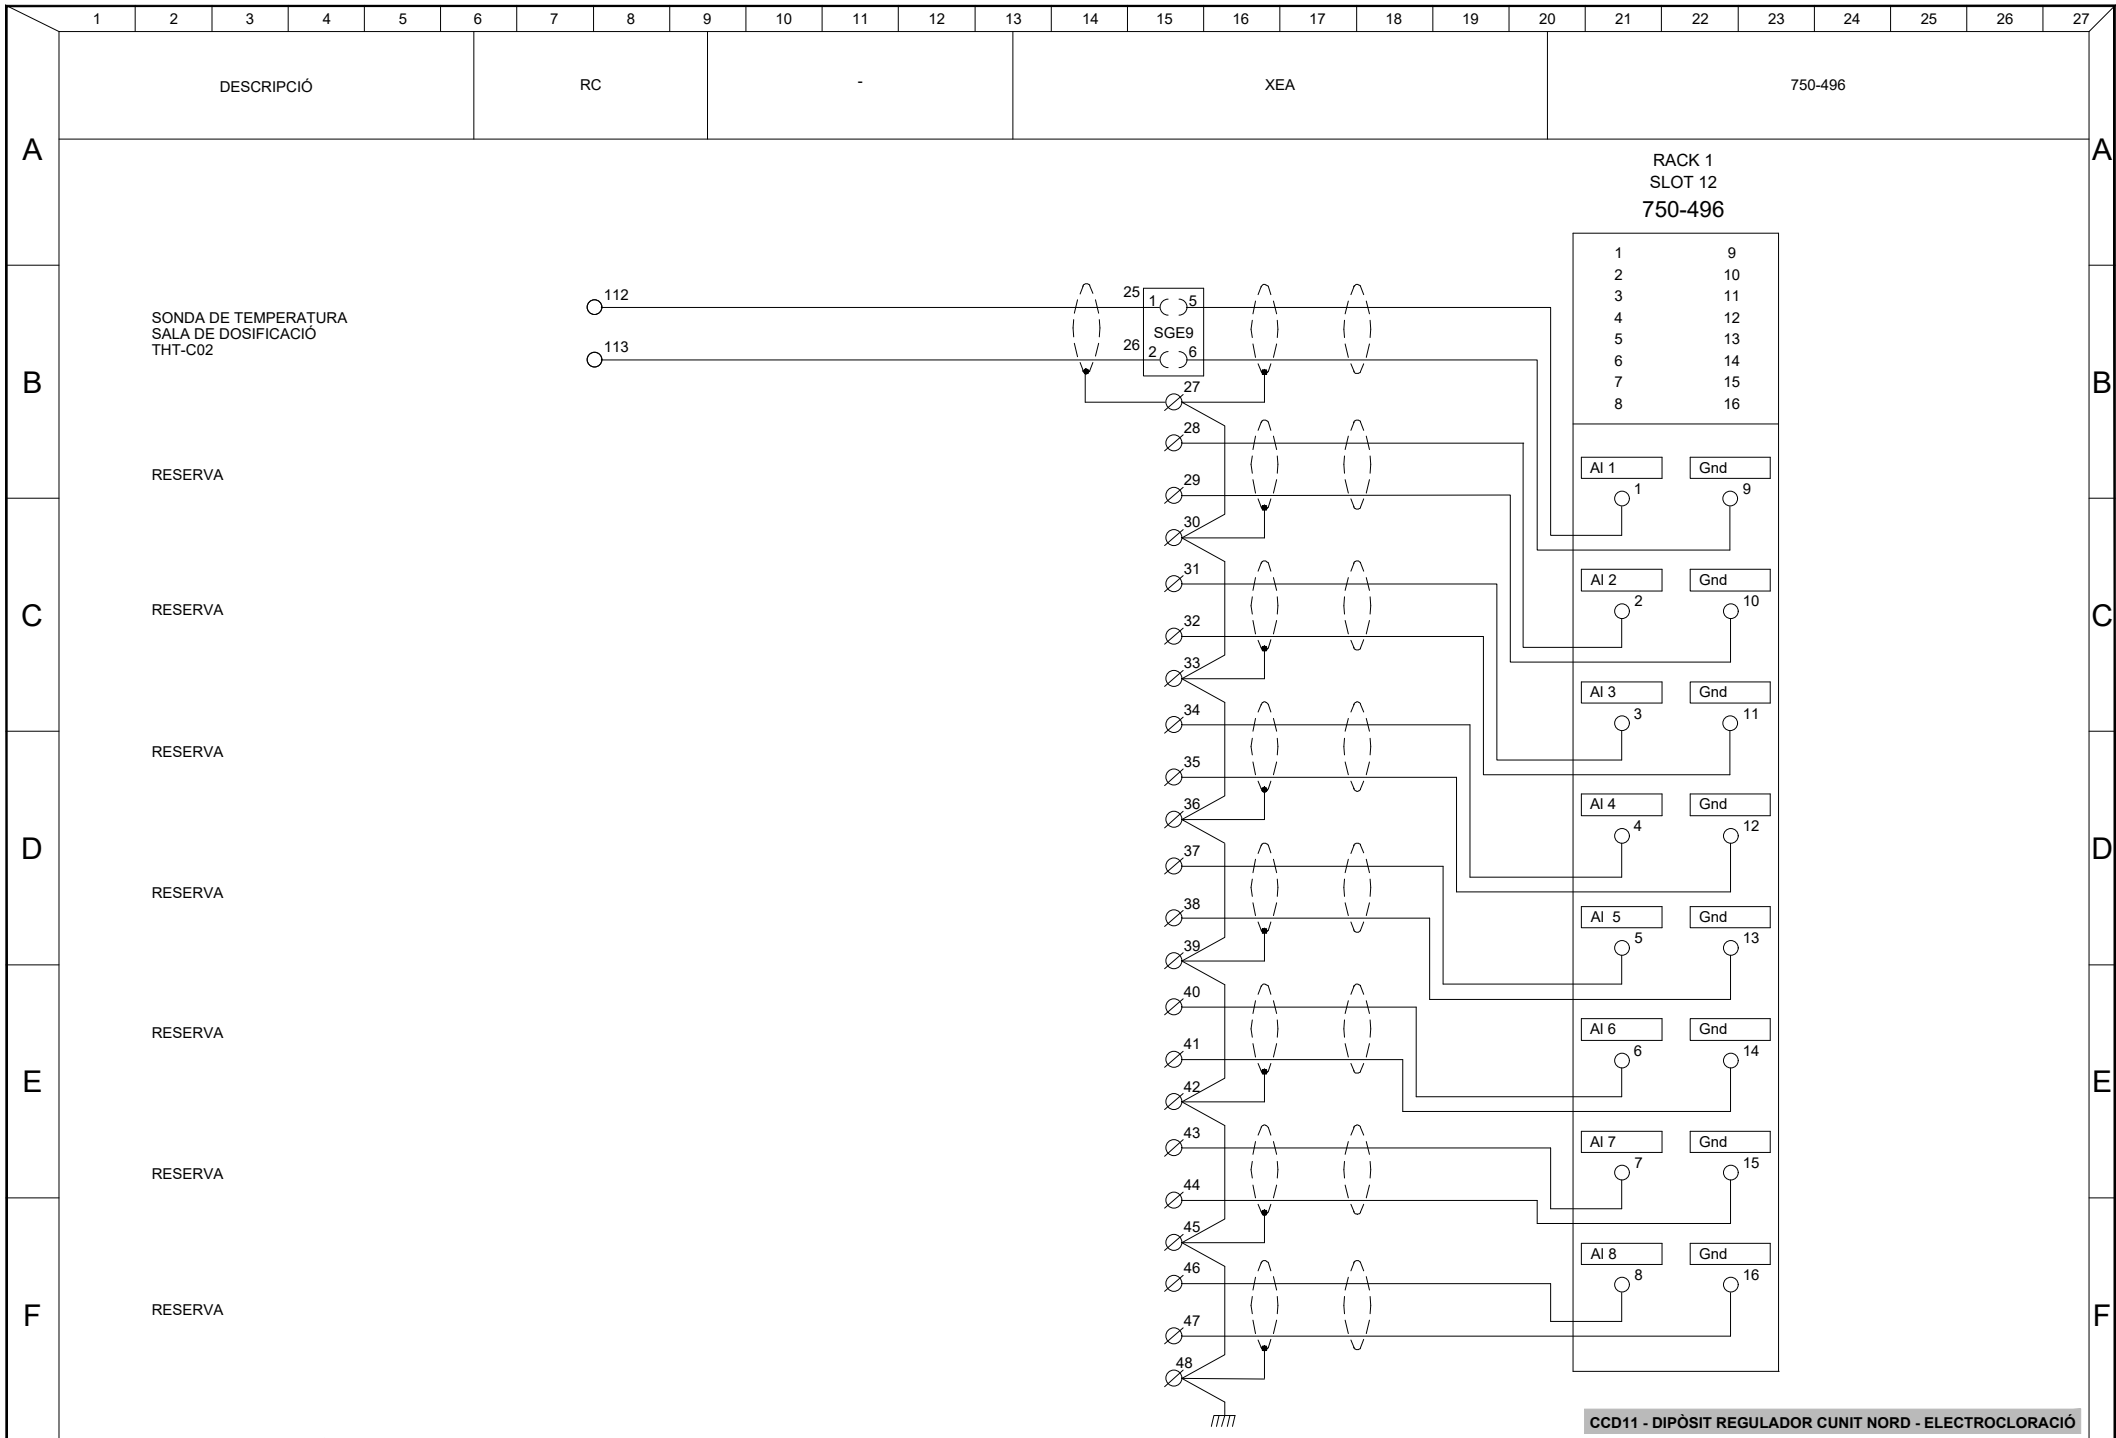 1 2 3 4 5 6 7 8 9 10 11 12 13 14 15 16 17 18 19 20 21 22 23 24 25 26 27
DESCRIPCIÓ RC - XEA 750-496
A A
RACK 1
SLOT 12
750-496
1 9
2 10
3 11
4 12
5 13
6 14
7 15
8 16
B B
SONDA DE TEMPERATURA
SALA DE DOSIFICACIÓ
THT-C02
112 25 1 5
SGE9
113 26 2 6
27
28
RESERVA
29
30
AI 1 Gnd
1 9
C C
RESERVA
31
32
33
AI 2 Gnd
2 10
RESERVA
34
35
36
AI 3 Gnd
3 11
D D
RESERVA
37
38
39
AI 4 Gnd
4 12
AI 5 Gnd
5 13
E E
RESERVA
40
41
42
AI 6 Gnd
6 14
RESERVA
43
44
45
AI 7 Gnd
7 15
F F
RESERVA
46
47
48
AI 8 Gnd
8 16
CCD11 - DIPÒSIT REGULADOR CUNIT NORD - ELECTROCLORACIÓ